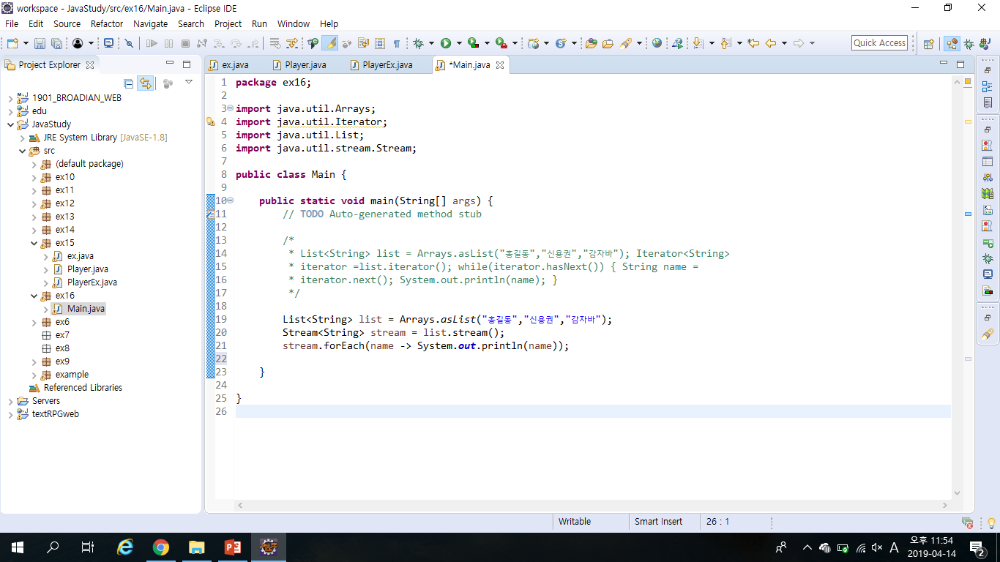 workspace - JavaStudy/src/ex16/Main.java - Eclipse IDE
File Edit Source Refactor Navigate Search Project Run Window Help
Quick Access
Project Explorer
ex.java Player.java PlayerEx.java *Main.java
1901_BROADIAN_WEB
edu
JavaStudy
JRE System Library [JavaSE-1.8]
src
(default package)
ex10
ex11
ex12
ex13
ex14
ex15
ex.java
Player.java
PlayerEx.java
ex16
Main.java
ex6
ex7
ex8
ex9
example
Referenced Libraries
Servers
textRPGweb
1 package ex16;
2
3 import java.util.Arrays;
4 import java.util.Iterator;
5 import java.util.List;
6 import java.util.stream.Stream;
7
8 public class Main {
9
10 public static void main(String[] args) {
11 // TODO Auto-generated method stub
12
13 /*
14 * List<String> list = Arrays.asList("홍길동","신용권","감자바"); Iterator<String>
15 * iterator =list.iterator(); while(iterator.hasNext()) { String name =
16 * iterator.next(); System.out.println(name); }
17 */
18
19 List<String> list = Arrays.asList("홍길동","신용권","감자바");
20 Stream<String> stream = list.stream();
21 stream.forEach(name -> System.out.println(name));
22
23 }
24
25 }
26
Writable Smart Insert 26 : 1
A 오후 11:54
2019-04-14
2